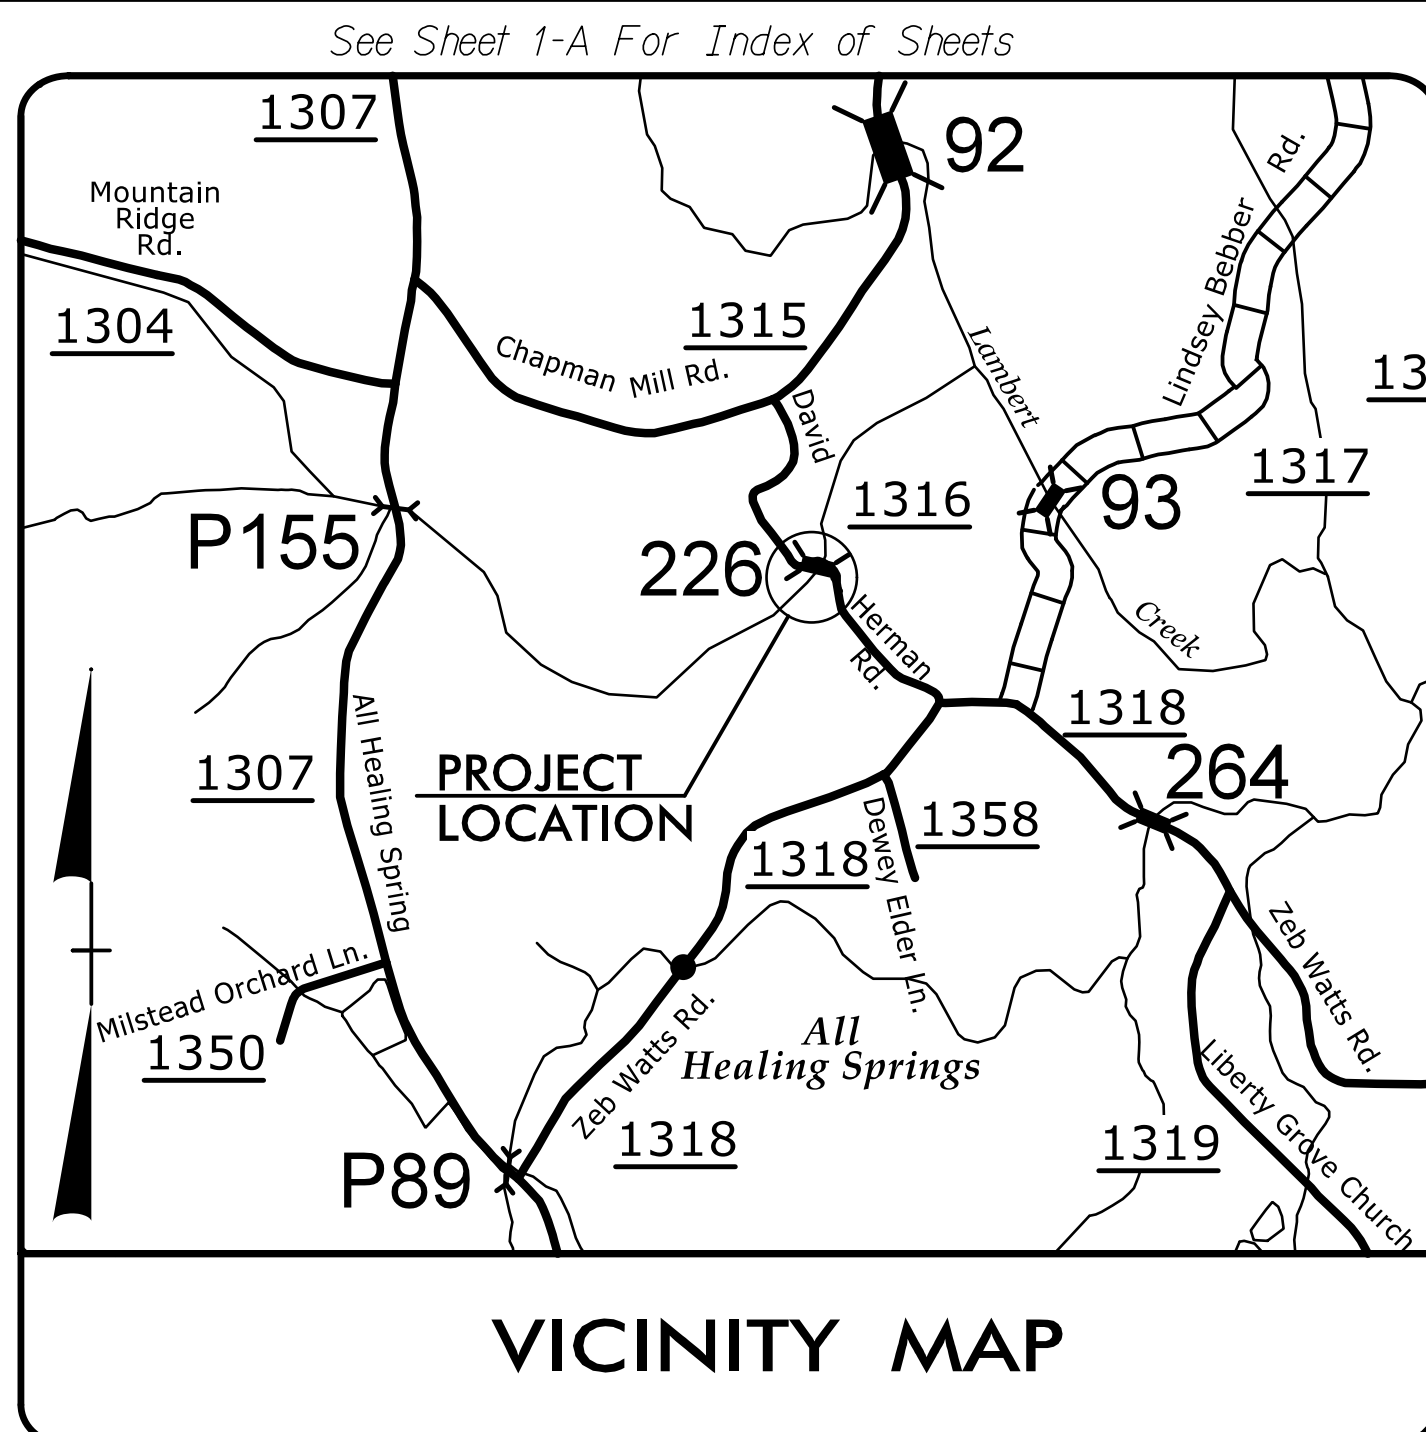 See Sheet 1-A For Index of Sheets
1307
92
Rd.
Mountain
Ridge
Rd.
Lindsey Bebber
1304
1315
Chapman Mill Rd.
Lambert
13
David
1317
1316
93
P155
226
Herman
Rd.
Creek
1318
All Healing Spring
1307
PROJECT
LOCATION
264
1358
1318
Dewey Elder Ln.
Zeb Watts Rd.
Milstead Orchard Ln.
1350
Zeb Watts Rd.
All
Healing Springs
1318
1319
Liberty Grove Church
P89
VICINITY MAP